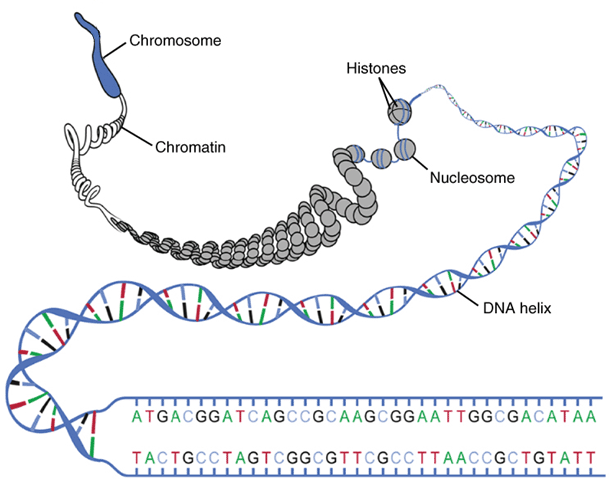 Chromosome
Histones
Chromatin
Nucleosome
DNA helix
ATGACGGATCAGCCGCAAGCGGAATTGGCGACATAA
TACTGCCTAGTCGGCGTTCGCCTTAACCGCTGTATT